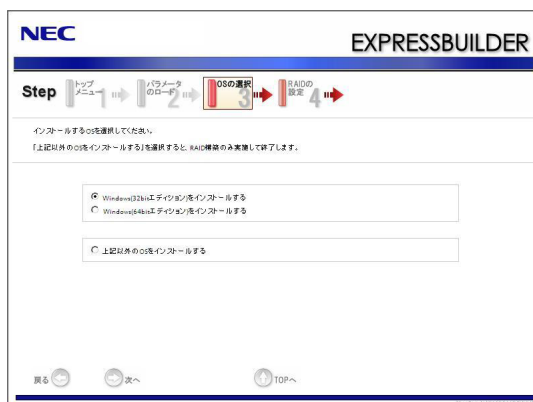 NEC
EXPRESSBUILDER
Step
トップ
メニュー 1
パラメータ
のロード 2
OSの選択
3
RAIDの
設定 4
インストールするOSを選択してください。
「上記以外のOSをインストールする」を選択すると、RAID構築のみ実施して終了します。
Windows(32bitエディション)をインストールする
Windows(64bitエディション)をインストールする
上記以外のOSをインストールする
戻る
次へ
TOPへ